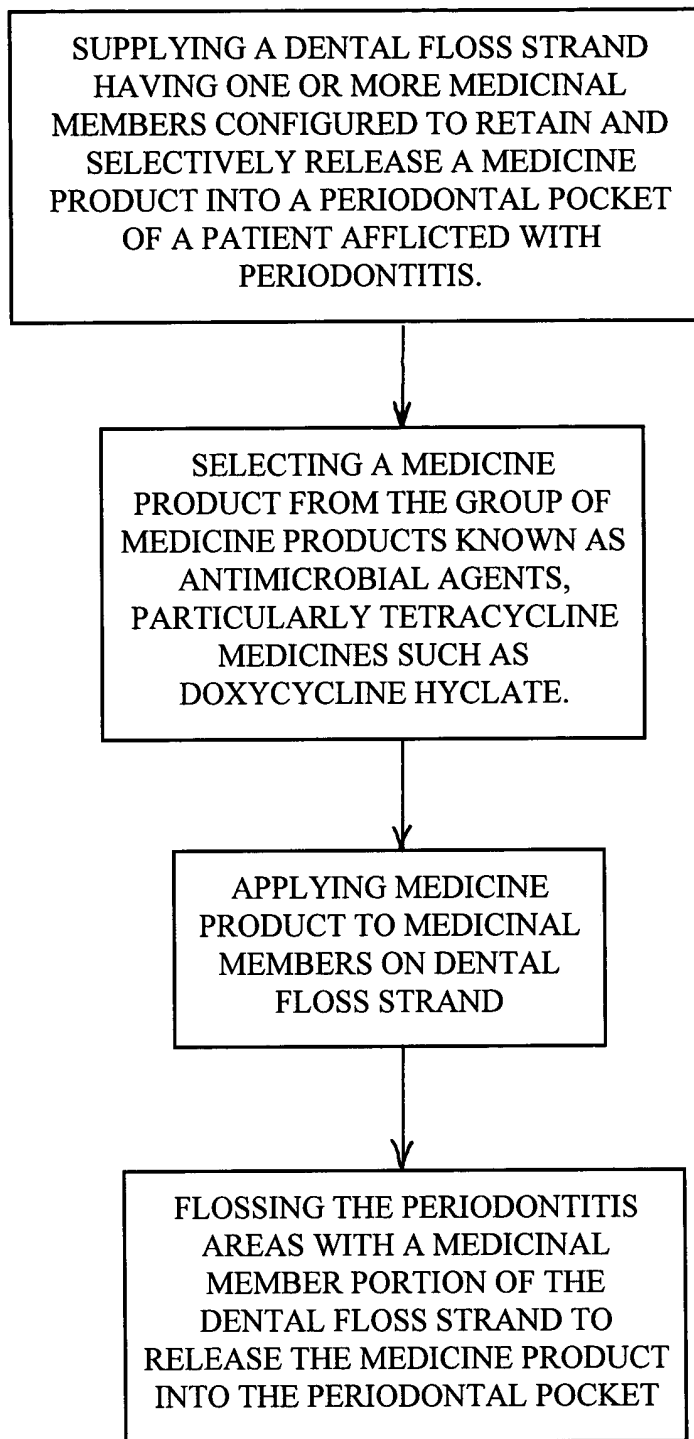 SUPPLYING A DENTAL FLOSS STRAND
HAVING ONE OR MORE MEDICINAL
MEMBERS CONFIGURED TO RETAIN AND
SELECTIVELY RELEASE A MEDICINE
PRODUCT INTO A PERIODONTAL POCKET
OF A PATIENT AFFLICTED WITH
PERIODONTITIS.
SELECTING A MEDICINE
PRODUCT FROM THE GROUP OF
MEDICINE PRODUCTS KNOWN AS
ANTIMICROBIAL AGENTS,
PARTICULARLY TETRACYCLINE
MEDICINES SUCH AS
DOXYCYCLINE HYCLATE.
APPLYING MEDICINE
PRODUCT TO MEDICINAL
MEMBERS ON DENTAL
FLOSS STRAND
FLOSSING THE PERIODONTITIS
AREAS WITH A MEDICINAL
MEMBER PORTION OF THE
DENTAL FLOSS STRAND TO
RELEASE THE MEDICINE PRODUCT
INTO THE PERIODONTAL POCKET